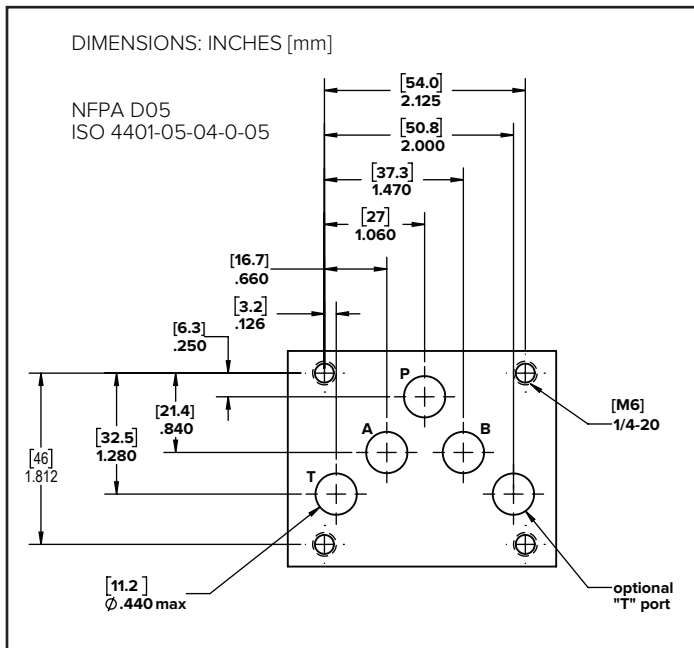 DIMENSIONS: INCHES [mm]
NFPA D05
ISO 4401-05-04-0-05
[54.0]
2.125
[50.8]
2.000
[37.3]
1.470
[27]
1.060
[16.7]
.660
[3.2]
.126
[6.3]
.250
P
[M6]
1/4-20
[21.4]
.840
A
B
[32.5]
1.280
[46]
1.812
T
[11.2]
Ø.440 max
optional
"T" port